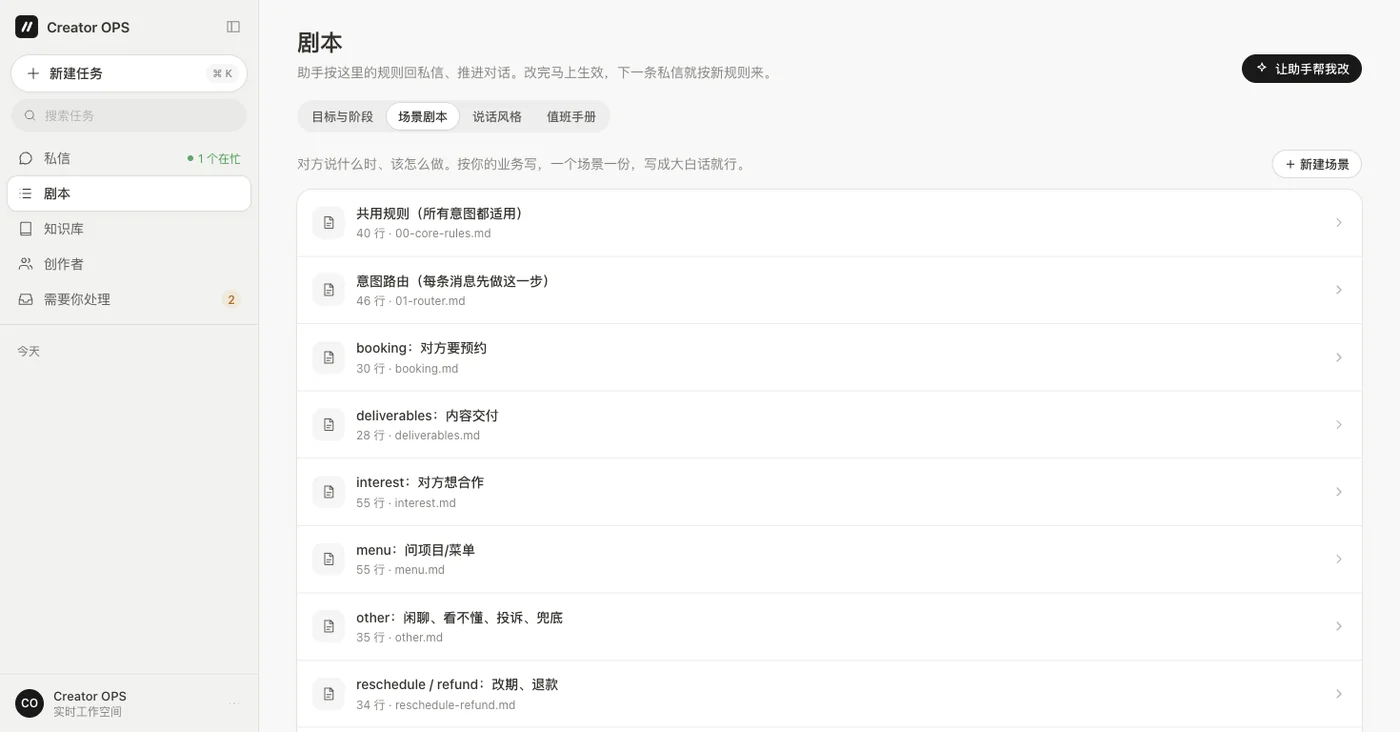 Creator OPS
新建任务
⌘ K
搜索任务
私信
1 个在忙
剧本
知识库
创作者
需要你处理
2
今天
CO
Creator OPS
实时工作空间
剧本
助手按这里的规则回私信、推进对话。改完马上生效，下一条私信就按新规则来。
让助手帮我改
目标与阶段
场景剧本
说话风格
值班手册
对方说什么时、该怎么做。按你的业务写，一个场景一份，写成大白话就行。
+ 新建场景
共用规则（所有意图都适用）
40 行 · 00-core-rules.md
意图路由（每条消息先做这一步）
46 行 · 01-router.md
booking：对方要预约
30 行 · booking.md
deliverables：内容交付
28 行 · deliverables.md
interest：对方想合作
55 行 · interest.md
menu：问项目/菜单
55 行 · menu.md
other：闲聊、看不懂、投诉、兜底
35 行 · other.md
reschedule / refund：改期、退款
34 行 · reschedule-refund.md